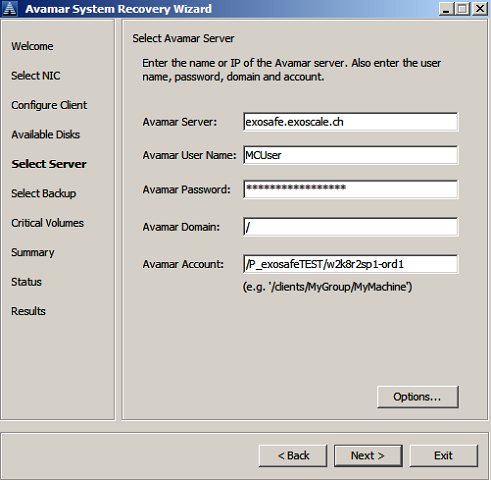 Avamar System Recovery Wizard
Welcome
Select NIC
Configure Client
Available Disks
Select Server
Select Backup
Critical Volumes
Summary
Status
Results
Select Avamar Server
Enter the name or IP of the Avamar server. Also enter the user
name, password, domain and account.
Avamar Server: exosafe.exoscale.ch
Avamar User Name: MCUser
Avamar Password: *****************
Avamar Domain: /
Avamar Account: /P_exosafeTEST/w2k8r2sp1-ord1
(e.g. '/clients/MyGroup/MyMachine')
Options...
< Back Next > Exit